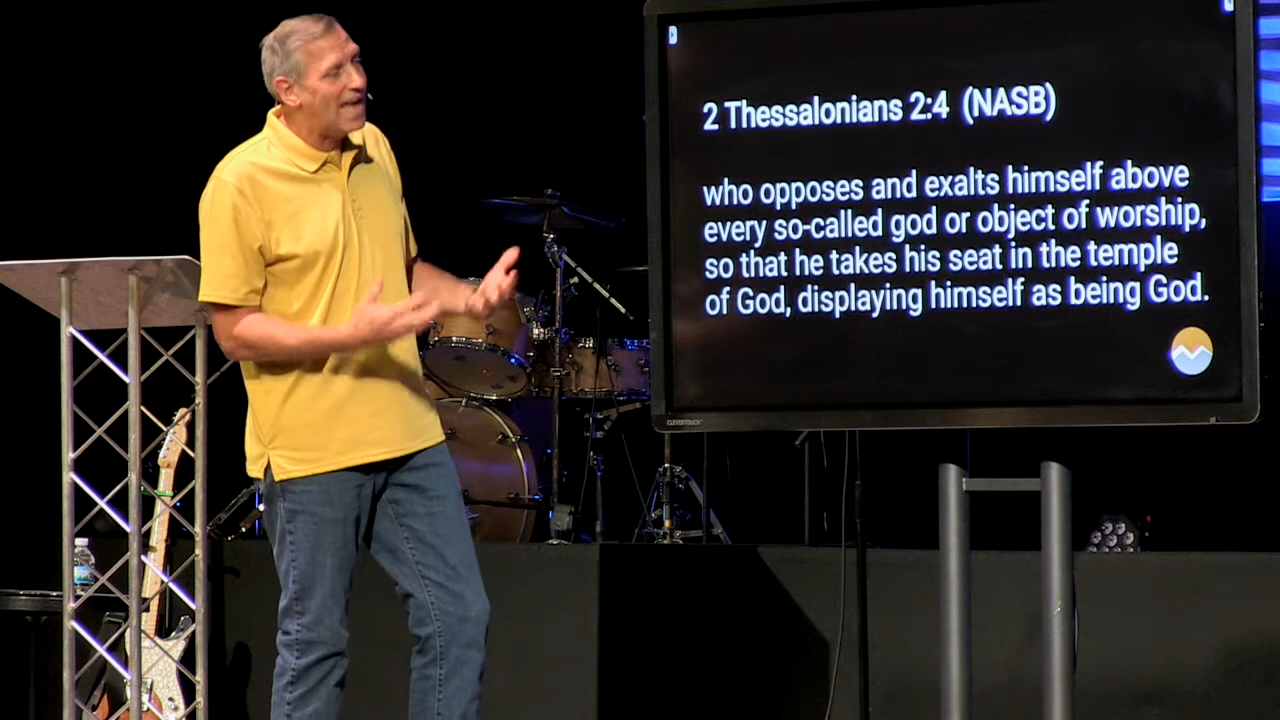 2 Thessalonians 2:4 (NASB)
who opposes and exalts himself above
every so-called god or object of worship,
so that he takes his seat in the temple
of God, displaying himself as being God.
CLEVERTOUCH